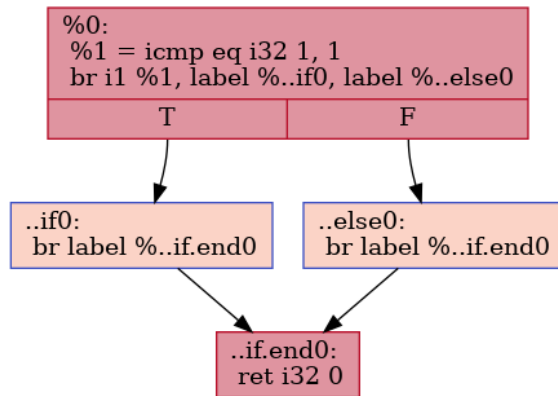 %0:
%1 = icmp eq i32 1, 1
br i1 %1, label %..if0, label %..else0
T
F
..if0:
br label %..if.end0
..else0:
br label %..if.end0
..if.end0:
ret i32 0